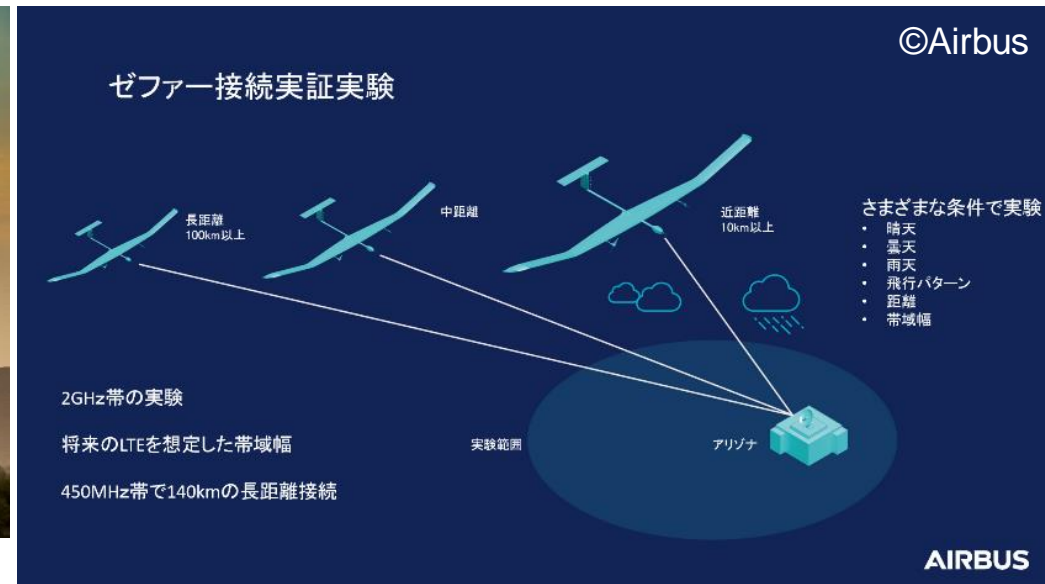 ©Airbus
ゼファー接続実証実験
長距離
100km以上
中距離
近距離
10km以上
さまざまな条件で実験
• 晴天
• 曇天
• 雨天
• 飛行パターン
• 距離
• 帯域幅
2GHz帯の実験
将来のLTEを想定した帯域幅
450MHz帯で140kmの長距離接続
実験範囲
アリゾナ
AIRBUS